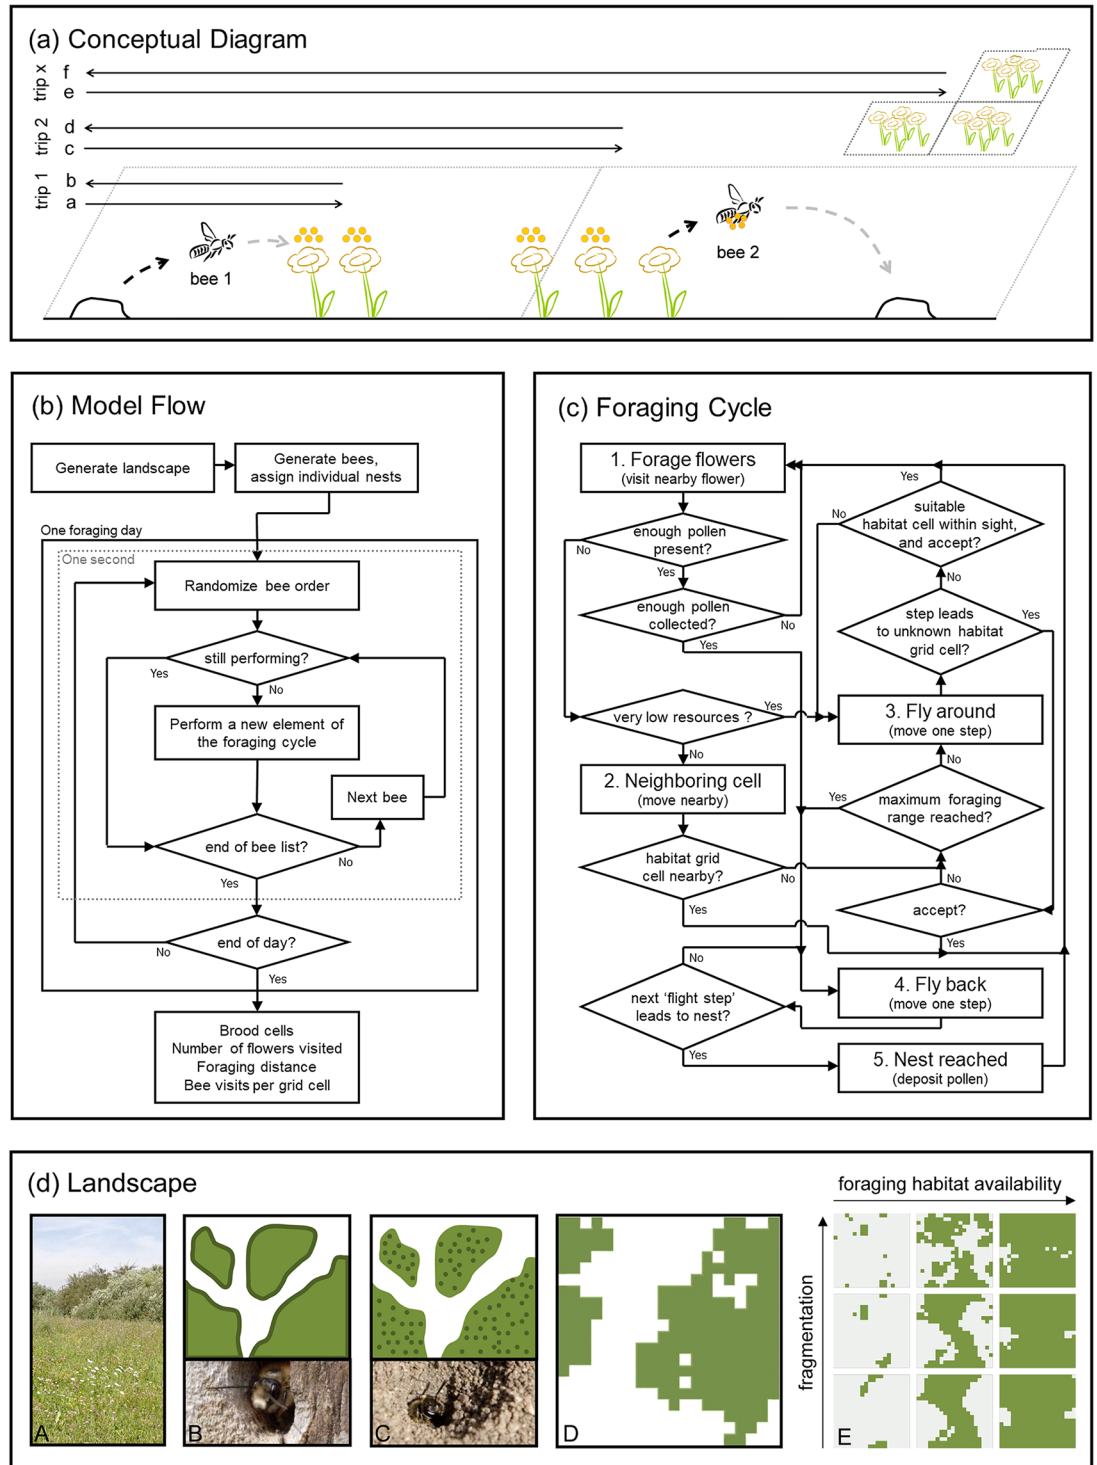 (a) Conceptual Diagram
trip x
f
e
trip 2
d
c
trip 1
b
a
bee 1
bee 2
(b) Model Flow
Generate landscape
Generate bees,
assign individual nests
One foraging day
One second
Randomize bee order
still performing?
Yes
No
Perform a new element of
the foraging cycle
Next bee
end of bee list?
No
Yes
end of day?
No
Yes
Brood cells
Number of flowers visited
Foraging distance
Bee visits per grid cell
(c) Foraging Cycle
1. Forage flowers
(visit nearby flower)
enough pollen
present?
No
Yes
enough pollen
collected?
No
Yes
very low resources ?
Yes
No
2. Neighboring cell
(move nearby)
habitat grid
cell nearby?
No
Yes
Yes
suitable
habitat cell within sight,
and accept?
No
No
step leads
to unknown habitat
grid cell?
Yes
3. Fly around
(move one step)
No
maximum foraging
range reached?
Yes
No
accept?
Yes
4. Fly back
(move one step)
No
next ‘flight step’
leads to nest?
Yes
5. Nest reached
(deposit pollen)
(d) Landscape
foraging habitat availability
fragmentation
A
B
C
D
E